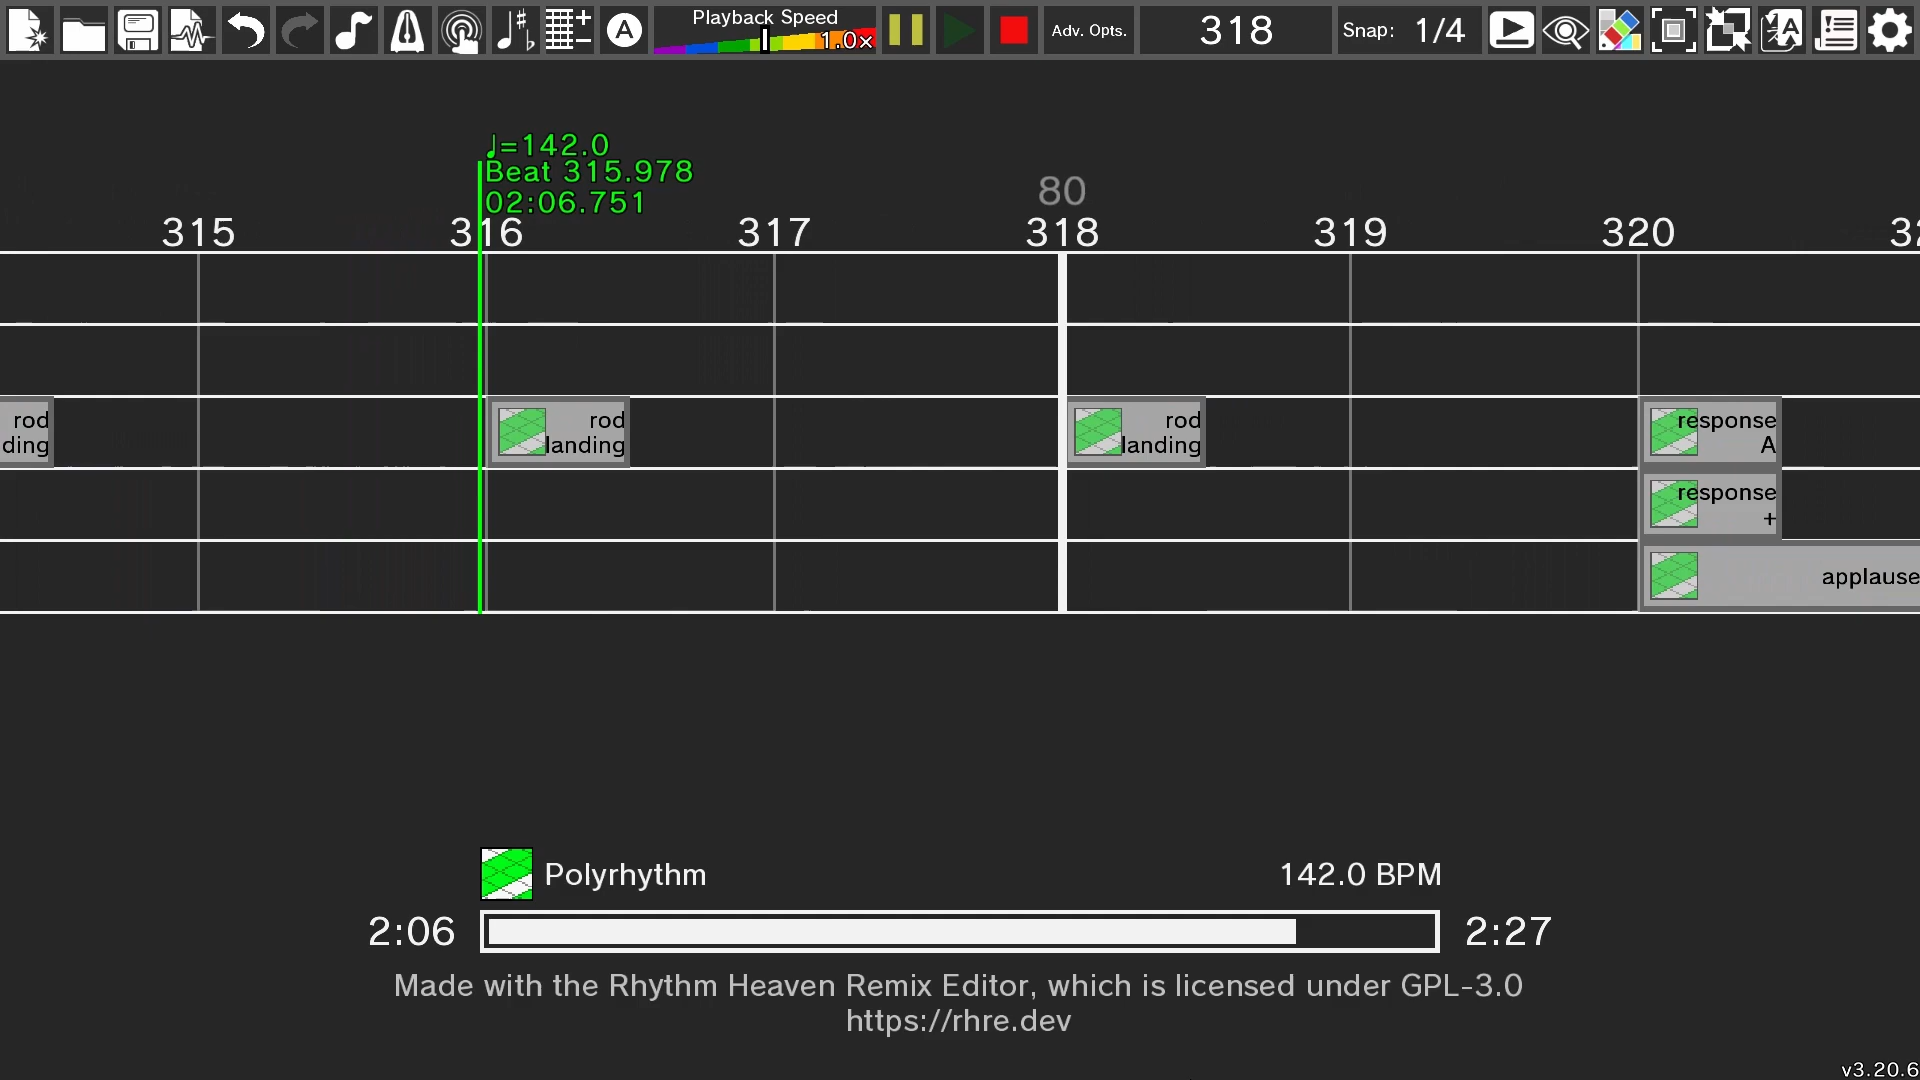 Playback Speed
1.0x
Adv. Opts.
318
Snap: 1/4
A
A
♩=142.0
Beat 315.978
02:06.751
80
315 316 317 318 319 320
rod
ding
rod
landing
rod
landing
response
A
response
+
applause
Polyrhythm
142.0 BPM
2:06
2:27
Made with the Rhythm Heaven Remix Editor, which is licensed under GPL-3.0
https://rhre.dev
v3.20.6